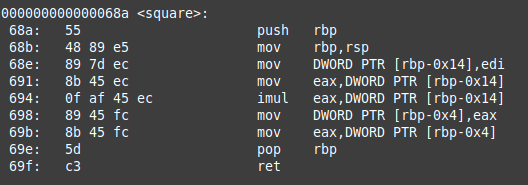 000000000000068a <square>:
 68a:   55                      push   rbp
 68b:   48 89 e5                mov    rbp,rsp
 68e:   89 7d ec                mov    DWORD PTR [rbp-0x14],edi
 691:   8b 45 ec                mov    eax,DWORD PTR [rbp-0x14]
 694:   0f af 45 ec             imul   eax,DWORD PTR [rbp-0x14]
 698:   89 45 fc                mov    DWORD PTR [rbp-0x4],eax
 69b:   8b 45 fc                mov    eax,DWORD PTR [rbp-0x4]
 69e:   5d                      pop    rbp
 69f:   c3                      ret